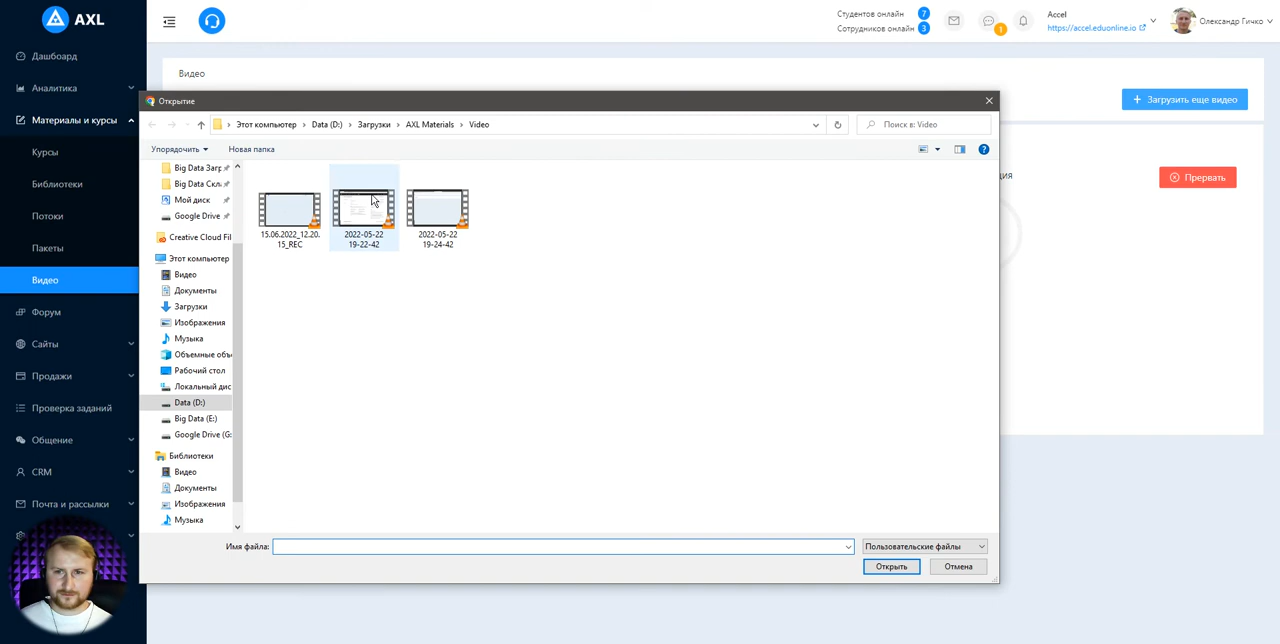 AXL
Студентов онлайн 7
Сотрудников онлайн 3
1
Accel
https://accel.eduonline.io
Олександр Гичко
Дашбоард
Аналитика
Материалы и курсы
Курсы
Библиотеки
Потоки
Пакеты
Видео
Форум
Сайты
Продажи
Проверка заданий
Общение
CRM
Почта и рассылки
Видео
Загрузить еще видео
ция
Прервать
Открытие
Этот компьютер › Data (D:) › Загрузки › AXL Materials › Video
Поиск в: Video
Упорядочить
Новая папка
Big Data Загр
Big Data Скл
Мой диск
Google Drive
Creative Cloud Fil
Этот компьютер
Видео
Документы
Загрузки
Изображения
Музыка
Объемные объ
Рабочий стол
Локальный дис
Data (D:)
Big Data (E:)
Google Drive (G:
Библиотеки
Видео
Документы
Изображения
Музыка
15.06.2022_12.20.
15_REC
2022-05-22
19-22-42
2022-05-22
19-24-42
Имя файла:
Пользовательские файлы
Открыть
Отмена